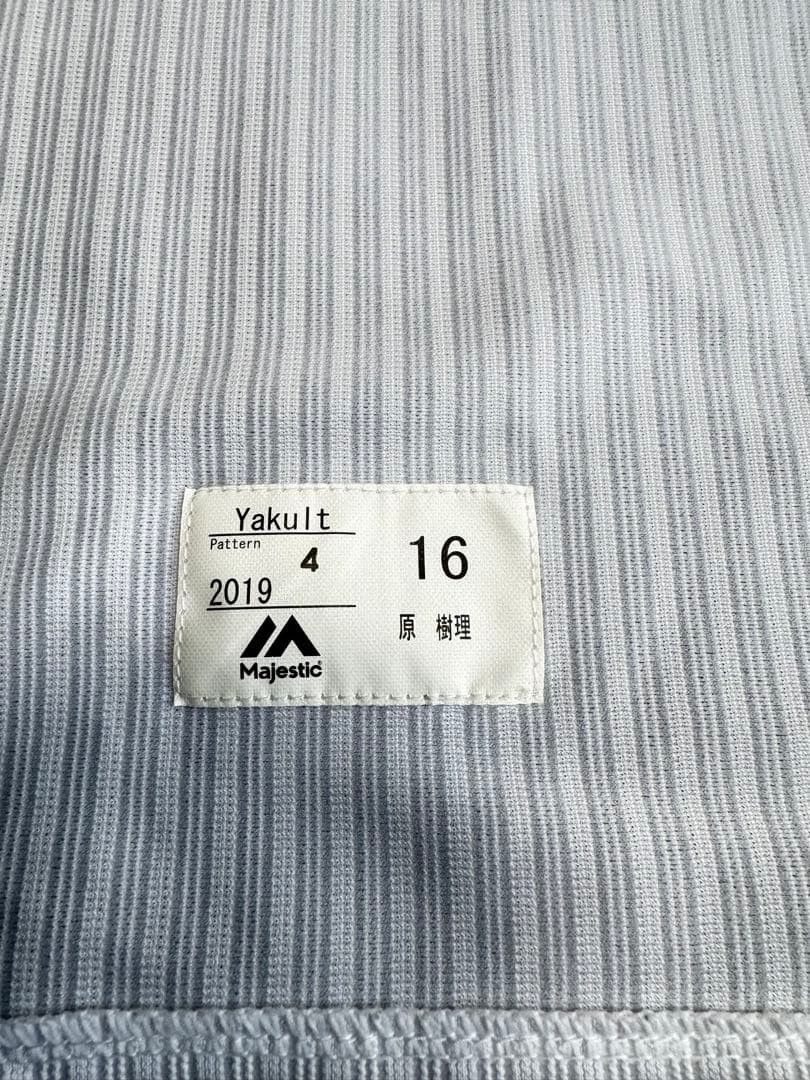 Yakult
Pattern 4
2019
Majestic
16
原 樹理